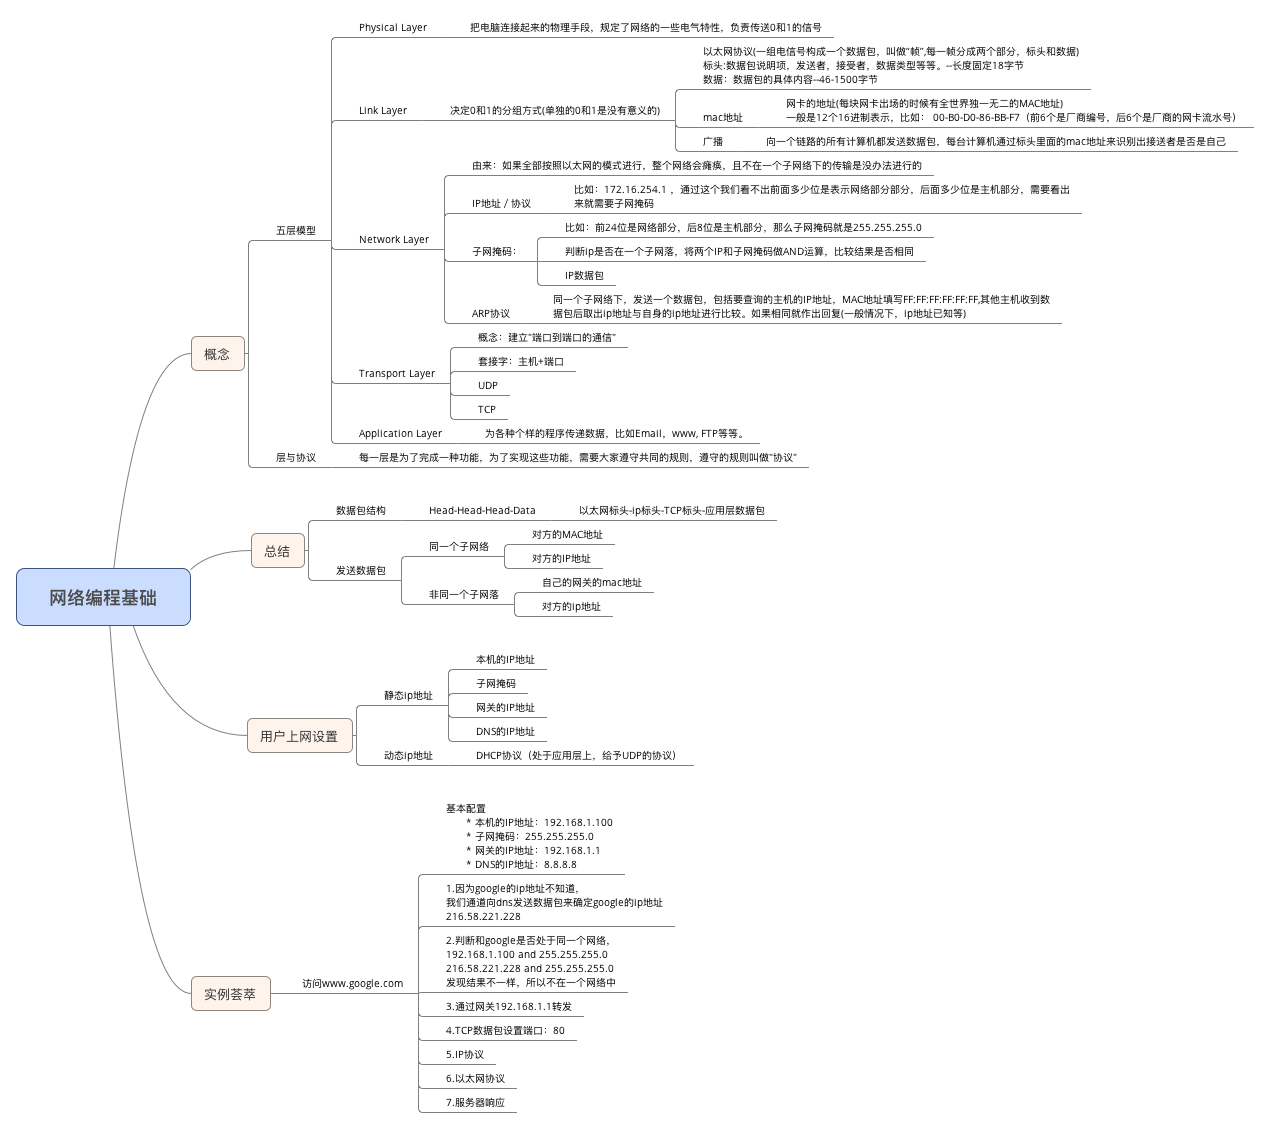 网络编程基础
概念
五层模型
Physical Layer
把电脑连接起来的物理手段，规定了网络的一些电气特性，负责传送0和1的信号
Link Layer
决定0和1的分组方式(单独的0和1是没有意义的)
以太网协议(一组电信号构成一个数据包，叫做“帧”,每一帧分成两个部分，标头和数据)
标头:数据包说明项，发送者，接受者，数据类型等等。--长度固定18字节
数据：数据包的具体内容--46-1500字节
mac地址
网卡的地址(每块网卡出场的时候有全世界独一无二的MAC地址)
一般是12个16进制表示，比如： 00-B0-D0-86-BB-F7（前6个是厂商编号，后6个是厂商的网卡流水号）
广播
向一个链路的所有计算机都发送数据包，每台计算机通过标头里面的mac地址来识别出接送者是否是自己
Network Layer
由来：如果全部按照以太网的模式进行，整个网络会瘫痪，且不在一个子网络下的传输是没办法进行的
IP地址 / 协议
比如：172.16.254.1 ，通过这个我们看不出前面多少位是表示网络部分部分，后面多少位是主机部分，需要看出
来就需要子网掩码
子网掩码：
比如：前24位是网络部分，后8位是主机部分，那么子网掩码就是255.255.255.0
判断ip是否在一个子网落，将两个IP和子网掩码做AND运算，比较结果是否相同
IP数据包
ARP协议
同一个子网络下，发送一个数据包，包括要查询的主机的IP地址，MAC地址填写FF:FF:FF:FF:FF:FF,其他主机收到数
据包后取出ip地址与自身的ip地址进行比较。如果相同就作出回复(一般情况下，ip地址已知等)
Transport Layer
概念：建立"端口到端口的通信"
套接字：主机+端口
UDP
TCP
Application Layer
为各种个样的程序传递数据，比如Email，www, FTP等等。
层与协议
每一层是为了完成一种功能，为了实现这些功能，需要大家遵守共同的规则，遵守的规则叫做"协议"
总结
数据包结构
Head-Head-Head-Data
以太网标头-ip标头-TCP标头-应用层数据包
发送数据包
同一个子网络
对方的MAC地址
对方的IP地址
非同一个子网落
自己的网关的mac地址
对方的ip地址
用户上网设置
静态ip地址
本机的IP地址
子网掩码
网关的IP地址
DNS的IP地址
动态ip地址
DHCP协议（处于应用层上，给予UDP的协议）
实例荟萃
访问www.google.com
基本配置
* 本机的IP地址：192.168.1.100
* 子网掩码：255.255.255.0
* 网关的IP地址：192.168.1.1
* DNS的IP地址：8.8.8.8
1.因为google的ip地址不知道，
我们通道向dns发送数据包来确定google的ip地址
216.58.221.228
2.判断和google是否处于同一个网络，
192.168.1.100 and 255.255.255.0
216.58.221.228 and 255.255.255.0
发现结果不一样，所以不在一个网络中
3.通过网关192.168.1.1转发
4.TCP数据包设置端口：80
5.IP协议
6.以太网协议
7.服务器响应